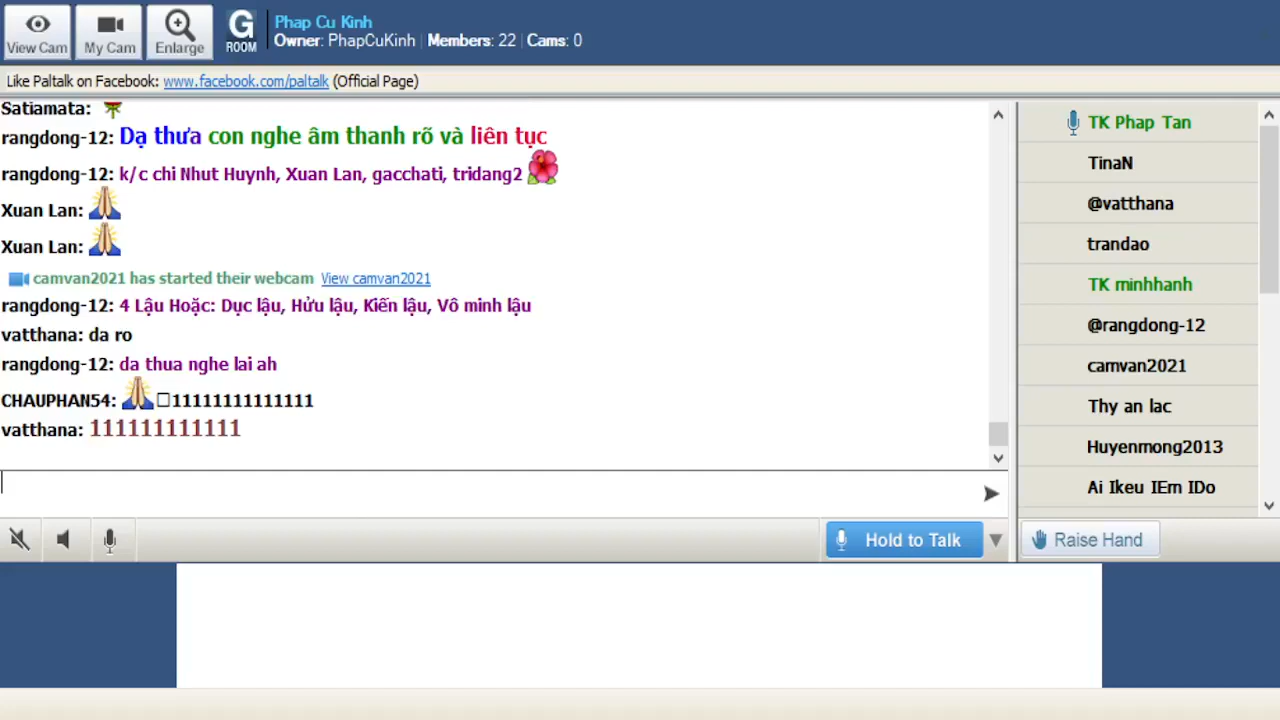 View Cam
My Cam
Enlarge
G
ROOM
Phap Cu Kinh
Owner: PhapCuKinh | Members: 22 | Cams: 0
Like Paltalk on Facebook: www.facebook.com/paltalk (Official Page)
Satiamata:
rangdong-12: Dạ thưa con nghe âm thanh rõ và liên tục
rangdong-12: k/c chi Nhut Huynh, Xuan Lan, gacchati, tridang2
Xuan Lan:
Xuan Lan:
camvan2021 has started their webcam View camvan2021
rangdong-12: 4 Lậu Hoặc: Dục lậu, Hửu lậu, Kiến lậu, Vô minh lậu
vatthana: da ro
rangdong-12: da thua nghe lai ah
CHAUPHAN54: 11111111111111
vatthana: 111111111111
Hold to Talk
TK Phap Tan
TinaN
@vatthana
trandao
TK minhhanh
@rangdong-12
camvan2021
Thy an lac
Huyenmong2013
Ai Ikeu IEm IDo
Raise Hand